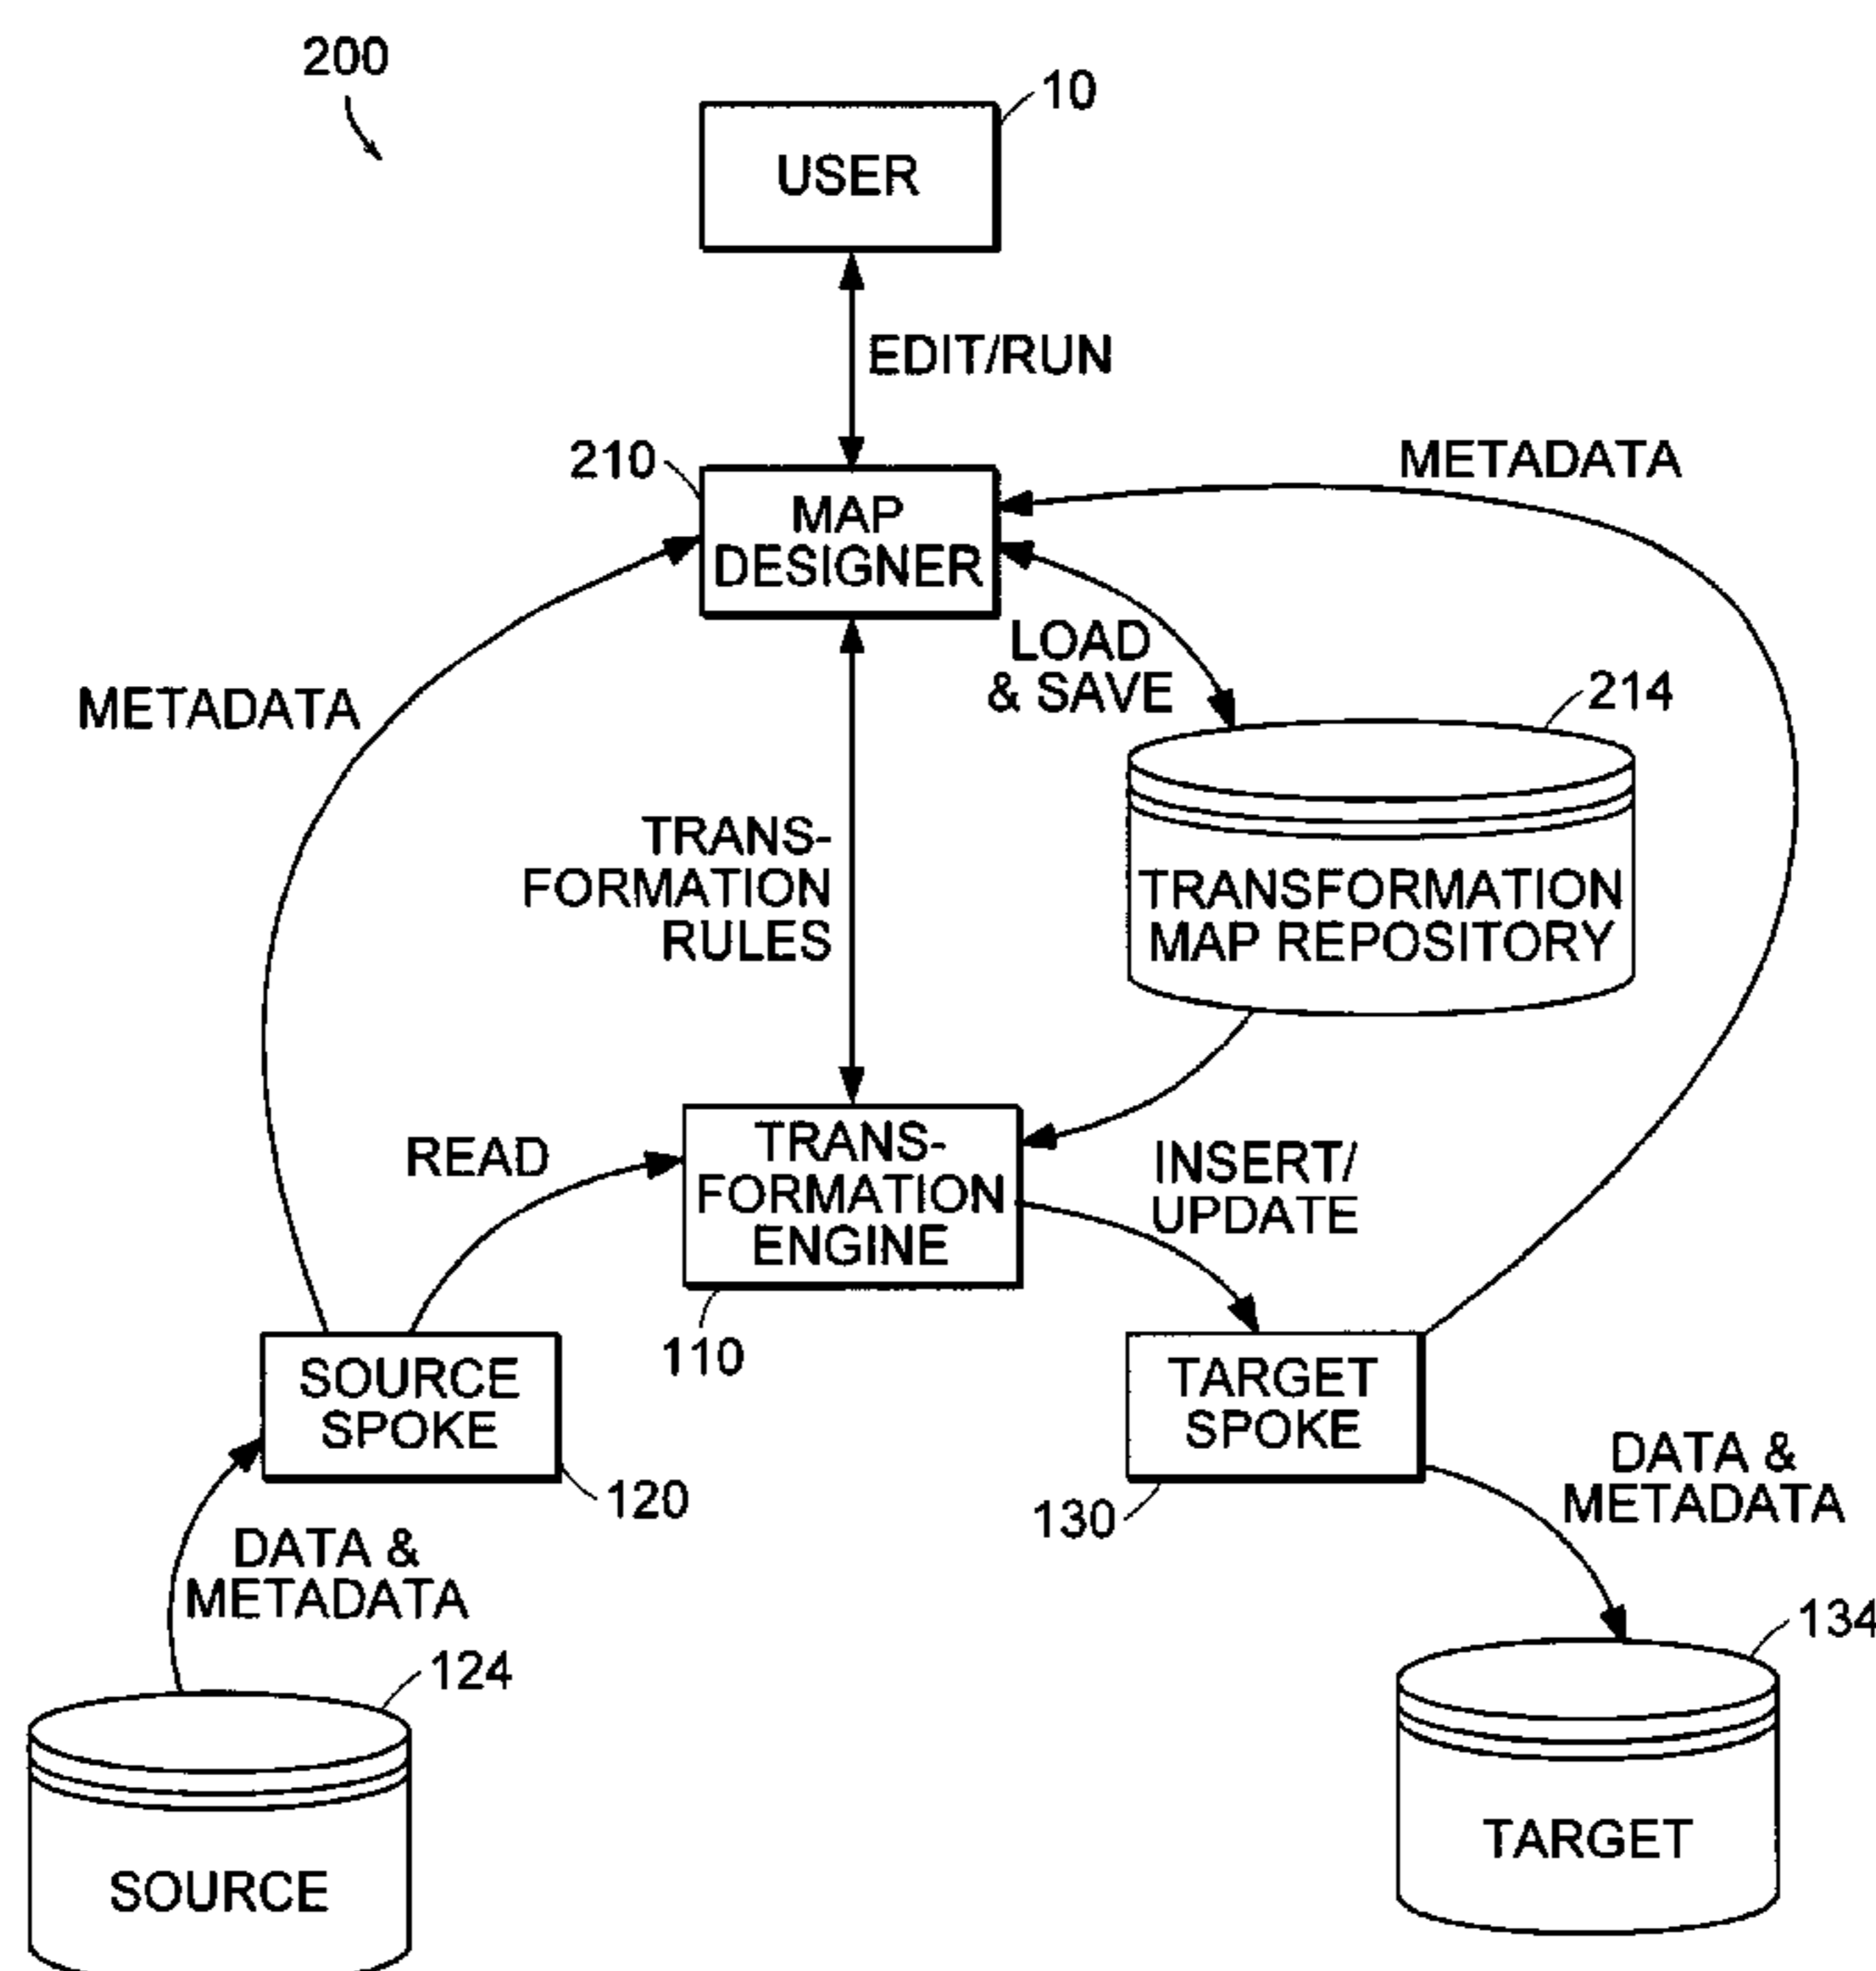 200
10
USER
EDIT/RUN
210
METADATA
MAP
DESIGNER
LOAD
& SAVE
METADATA
214
TRANS-
FORMATION
RULES
TRANSFORMATION
MAP REPOSITORY
READ
TRANS-
FORMATION
ENGINE
INSERT/
UPDATE
110
SOURCE
SPOKE
120
TARGET
SPOKE
130
DATA &
METADATA
DATA &
METADATA
124
134
SOURCE
TARGET